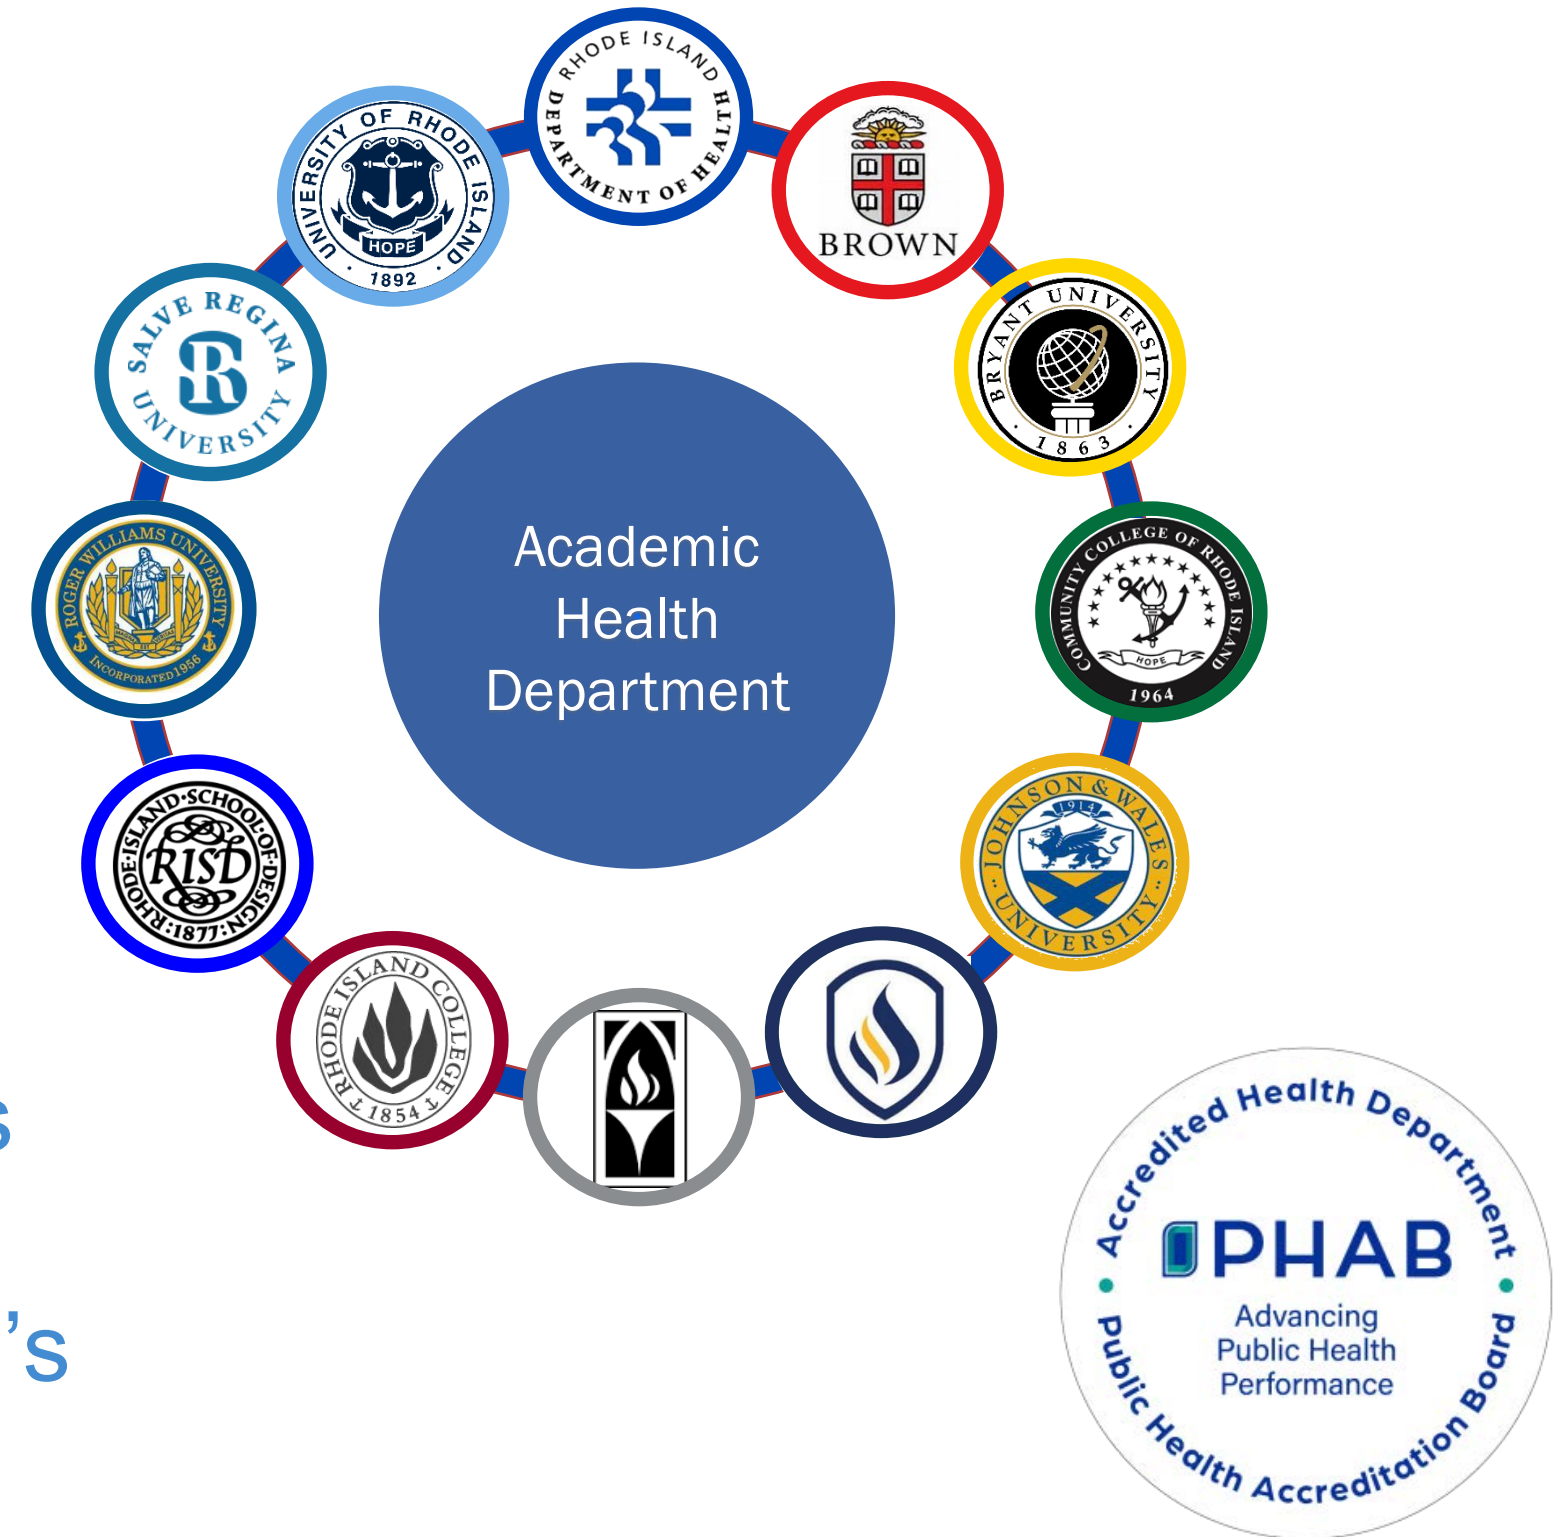 RHODE ISLAND
DEPARTMENT OF HEALTH
BROWN
BRYANT UNIVERSITY
· 1863 ·
COMMUNITY COLLEGE OF RHODE ISLAND
HOPE
1964
JOHNSON & WALES
1914
·· UNIVERSITY ··
RHODE ISLAND COLLEGE
1854
RHODE·ISLAND·SCHOOL·OF·DESIGN
RISD
:1877:
ROGER WILLIAMS UNIVERSITY
INCORPORATED 1956
SALVE REGINA
SR
UNIVERSITY
UNIVERSITY OF RHODE ISLAND
HOPE
· 1892 ·
Academic
Health
Department
s
’s
Accredited Health Department
PHAB
Advancing
Public Health
Performance
Public Health Accreditation Board